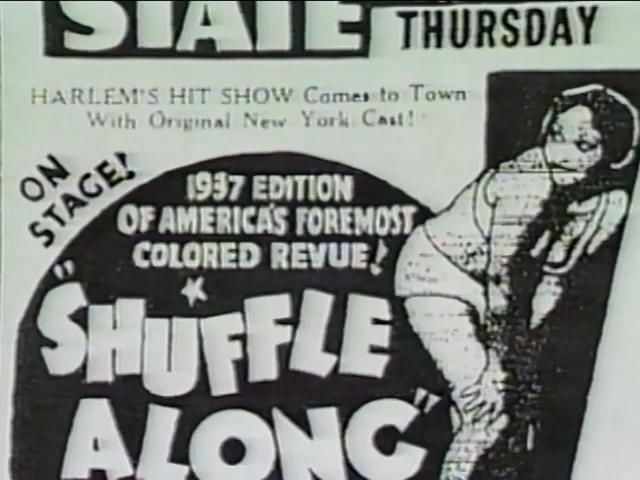 STATE THURSDAY
HARLEM'S HIT SHOW Comes to Town
With Original New York Cast!
ON
STAGE!
1937 EDITION
OF AMERICA'S FOREMOST
COLORED REVUE!
"SHUFFLE
ALONG"